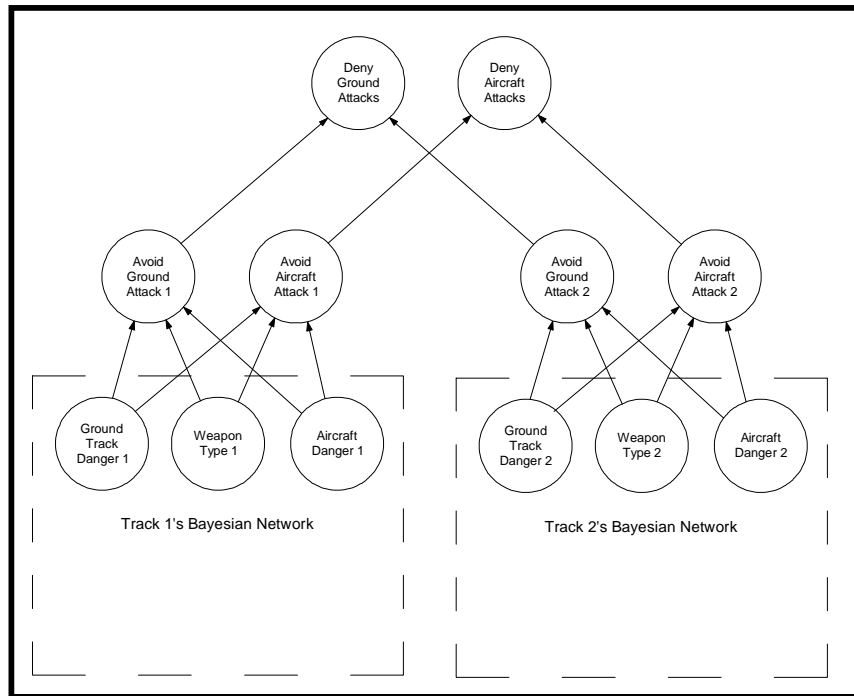 Deny
Ground
Attacks
Deny
Aircraft
Attacks
Avoid
Ground
Attack 1
Avoid
Aircraft
Attack 1
Avoid
Ground
Attack 2
Avoid
Aircraft
Attack 2
Ground
Track
Danger 1
Weapon
Type 1
Aircraft
Danger 1
Ground
Track
Danger 2
Weapon
Type 2
Aircraft
Danger 2
Track 1's Bayesian Network
Track 2's Bayesian Network